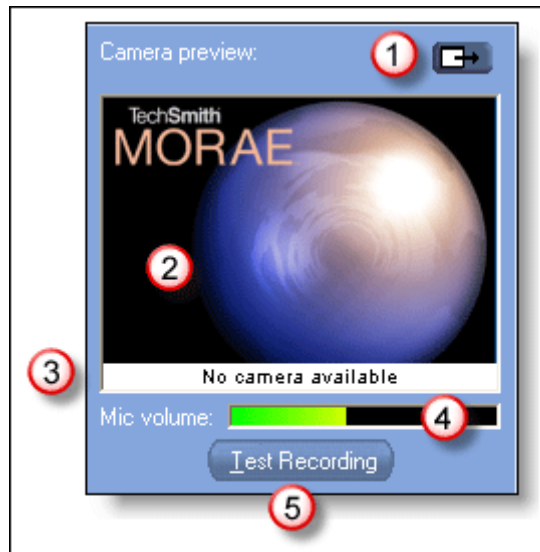 Camera preview:
1
TechSmith
MORAE
2
3
No camera available
Mic volume:
4
Test Recording
5